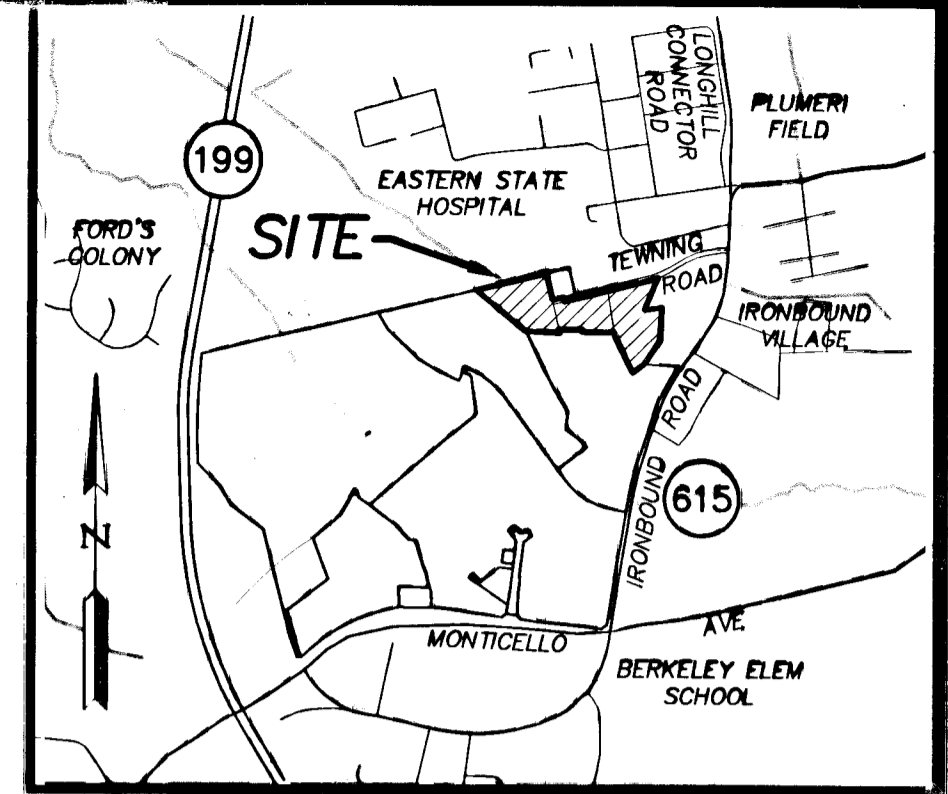 199
LONGHILL
CONNECTOR
ROAD
PLUMERI
FIELD
EASTERN STATE
HOSPITAL
FORD'S
COLONY
SITE
TEWNING
ROAD
IRONBOUND
VILLAGE
ROAD
IRONBOUND
615
N
MONTICELLO
AVE.
BERKELEY ELEM
SCHOOL